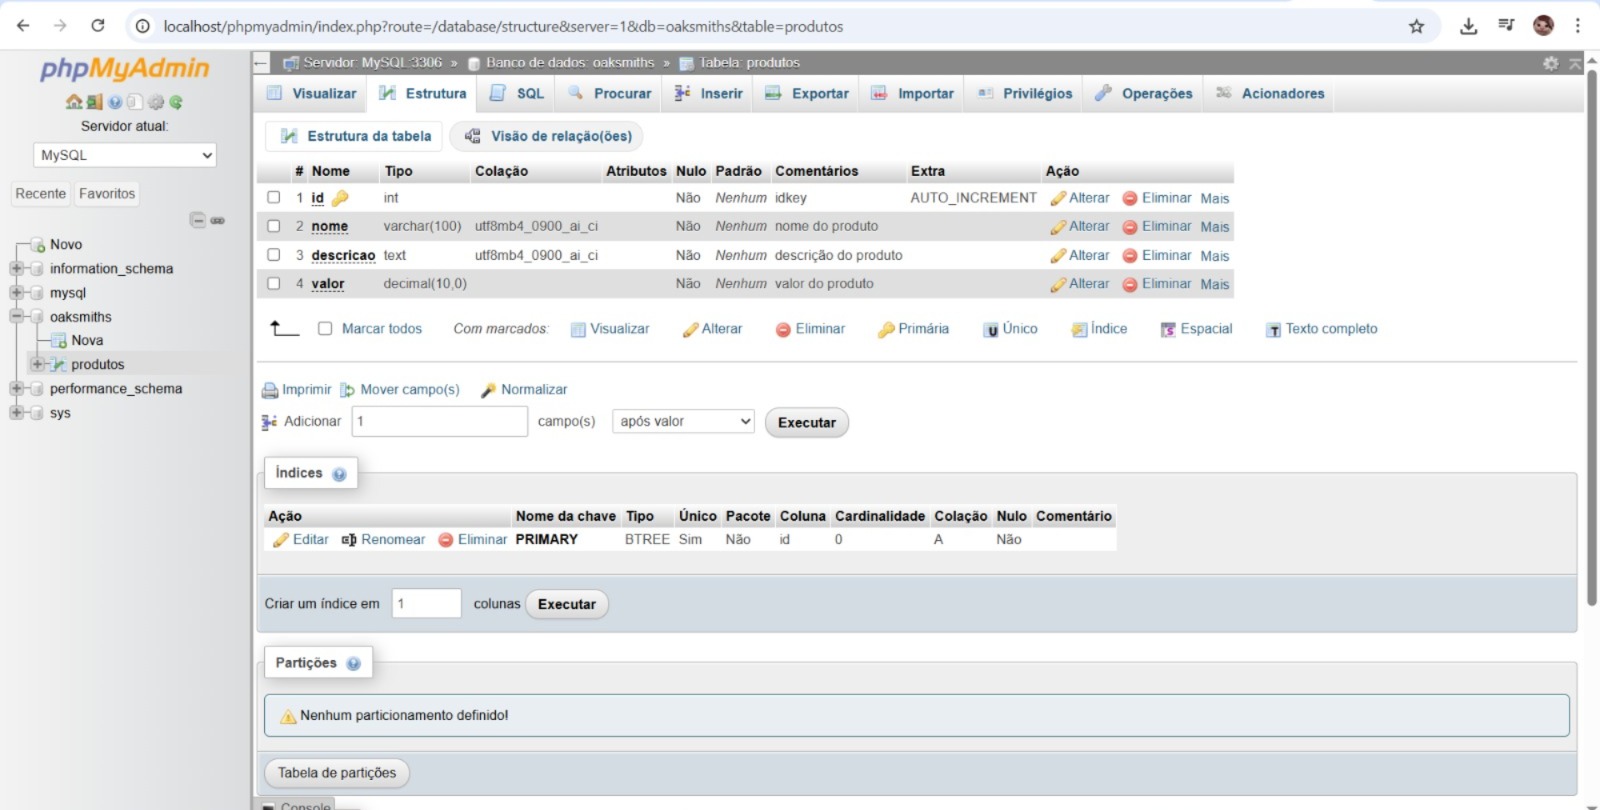 localhost/phpmyadmin/index.php?route=/database/structure&server=1&db=oaksmiths&table=produtos
phpMyAdmin
Servidor atual:
MySQL
Recente Favoritos
Novo
information_schema
mysql
oaksmiths
Nova
produtos
performance_schema
sys
Servidor: MySQL:3306 » Banco de dados: oaksmiths » Tabela: produtos
Visualizar Estrutura SQL Procurar Inserir Exportar Importar Privilégios Operações Acionadores
Estrutura da tabela Visão de relação(ões)
# Nome Tipo Colação Atributos Nulo Padrão Comentários Extra Ação
1 id int Não Nenhum idkey AUTO_INCREMENT Alterar Eliminar Mais
2 nome varchar(100) utf8mb4_0900_ai_ci Não Nenhum nome do produto Alterar Eliminar Mais
3 descricao text utf8mb4_0900_ai_ci Não Nenhum descrição do produto Alterar Eliminar Mais
4 valor decimal(10,0) Não Nenhum valor do produto Alterar Eliminar Mais
Marcar todos Com marcados: Visualizar Alterar Eliminar Primária Único Índice Espacial Texto completo
Imprimir Mover campo(s) Normalizar
Adicionar 1 campo(s) após valor Executar
Índices
Ação Nome da chave Tipo Único Pacote Coluna Cardinalidade Colação Nulo Comentário
Editar Renomear Eliminar PRIMARY BTREE Sim Não id 0 A Não
Criar um índice em 1 colunas Executar
Partições
Nenhum particionamento definido!
Tabela de partições
Console